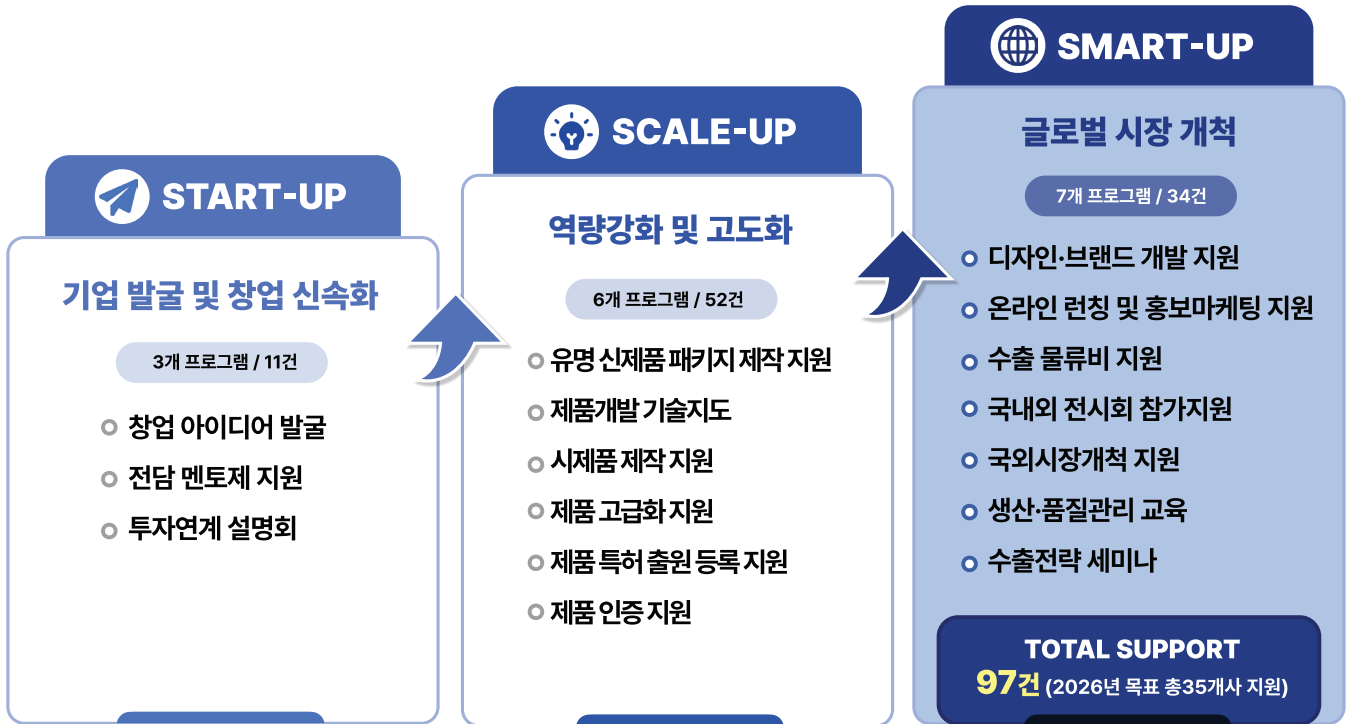 START-UP
기업 발굴 및 창업 신속화
3개 프로그램 / 11건
창업 아이디어 발굴
전담 멘토제 지원
투자연계 설명회
SCALE-UP
역량강화 및 고도화
6개 프로그램 / 52건
유명 신제품 패키지 제작 지원
제품개발 기술지도
시제품 제작 지원
제품 고급화 지원
제품 특허 출원 등록 지원
제품 인증 지원
SMART-UP
글로벌 시장 개척
7개 프로그램 / 34건
디자인·브랜드 개발 지원
온라인 런칭 및 홍보마케팅 지원
수출 물류비 지원
국내외 전시회 참가지원
국외시장개척 지원
생산·품질관리 교육
수출전략 세미나
TOTAL SUPPORT
97건 (2026년 목표 총35개사 지원)